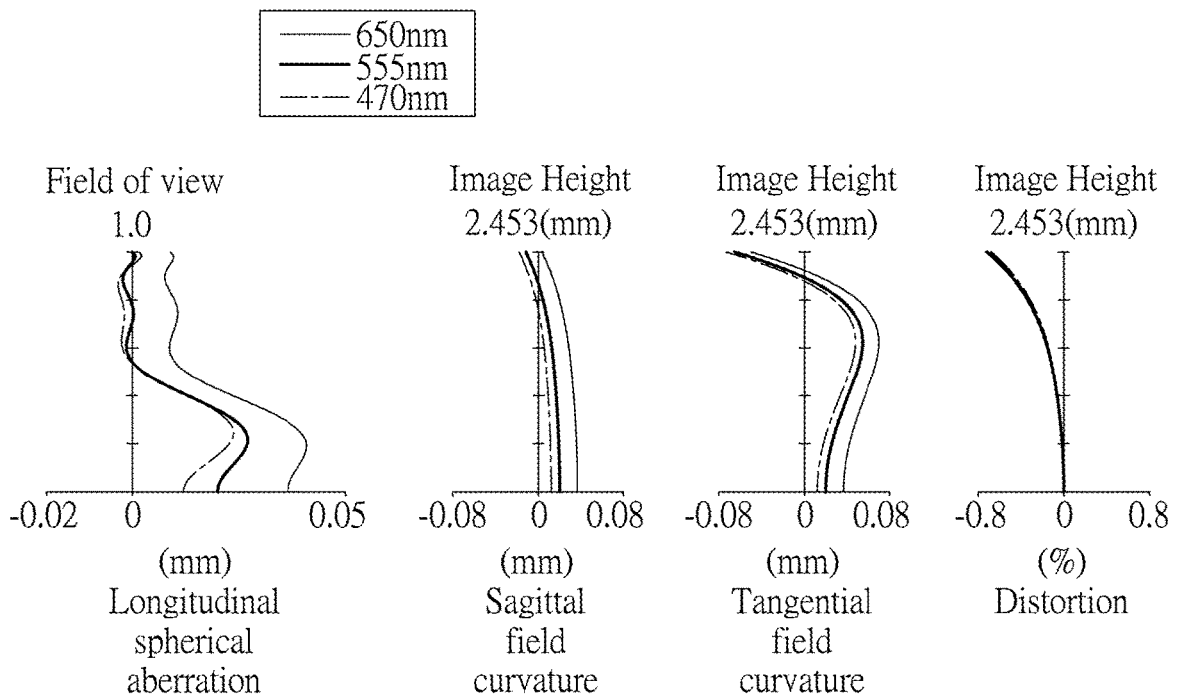 650nm
555nm
470nm
Field of view
1.0
-0.02 0 0.05
(mm)
Longitudinal
spherical
aberration
Image Height
2.453(mm)
-0.08 0 0.08
(mm)
Sagittal
field
curvature
Image Height
2.453(mm)
-0.08 0 0.08
(mm)
Tangential
field
curvature
Image Height
2.453(mm)
-0.8 0 0.8
(%)
Distortion